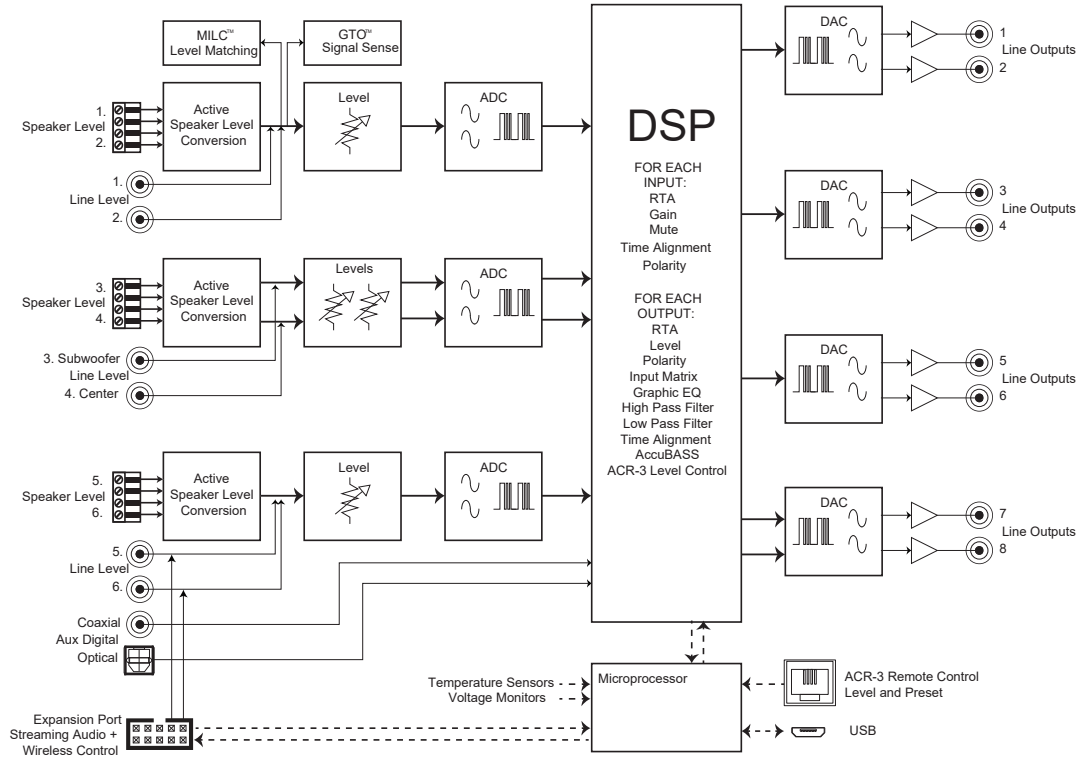 MILC™
Level Matching
GTO™
Signal Sense
1.
Speaker Level
2.
Active
Speaker Level
Conversion
Level
ADC
1.
Line Level
2.
3.
Speaker Level
4.
Active
Speaker Level
Conversion
Levels
ADC
3. Subwoofer
Line Level
4. Center
5.
Speaker Level
6.
Active
Speaker Level
Conversion
Level
ADC
5.
Line Level
6.
Coaxial
Aux Digital
Optical
Expansion Port
Streaming Audio +
Wireless Control
DSP
FOR EACH
INPUT:
RTA
Gain
Mute
Time Alignment
Polarity
FOR EACH
OUTPUT:
RTA
Level
Polarity
Input Matrix
Graphic EQ
High Pass Filter
Low Pass Filter
Time Alignment
AccuBASS
ACR-3 Level Control
Temperature Sensors
Voltage Monitors
Microprocessor
DAC
1
Line Outputs
2
DAC
3
Line Outputs
4
DAC
5
Line Outputs
6
DAC
7
Line Outputs
8
ACR-3 Remote Control
Level and Preset
USB